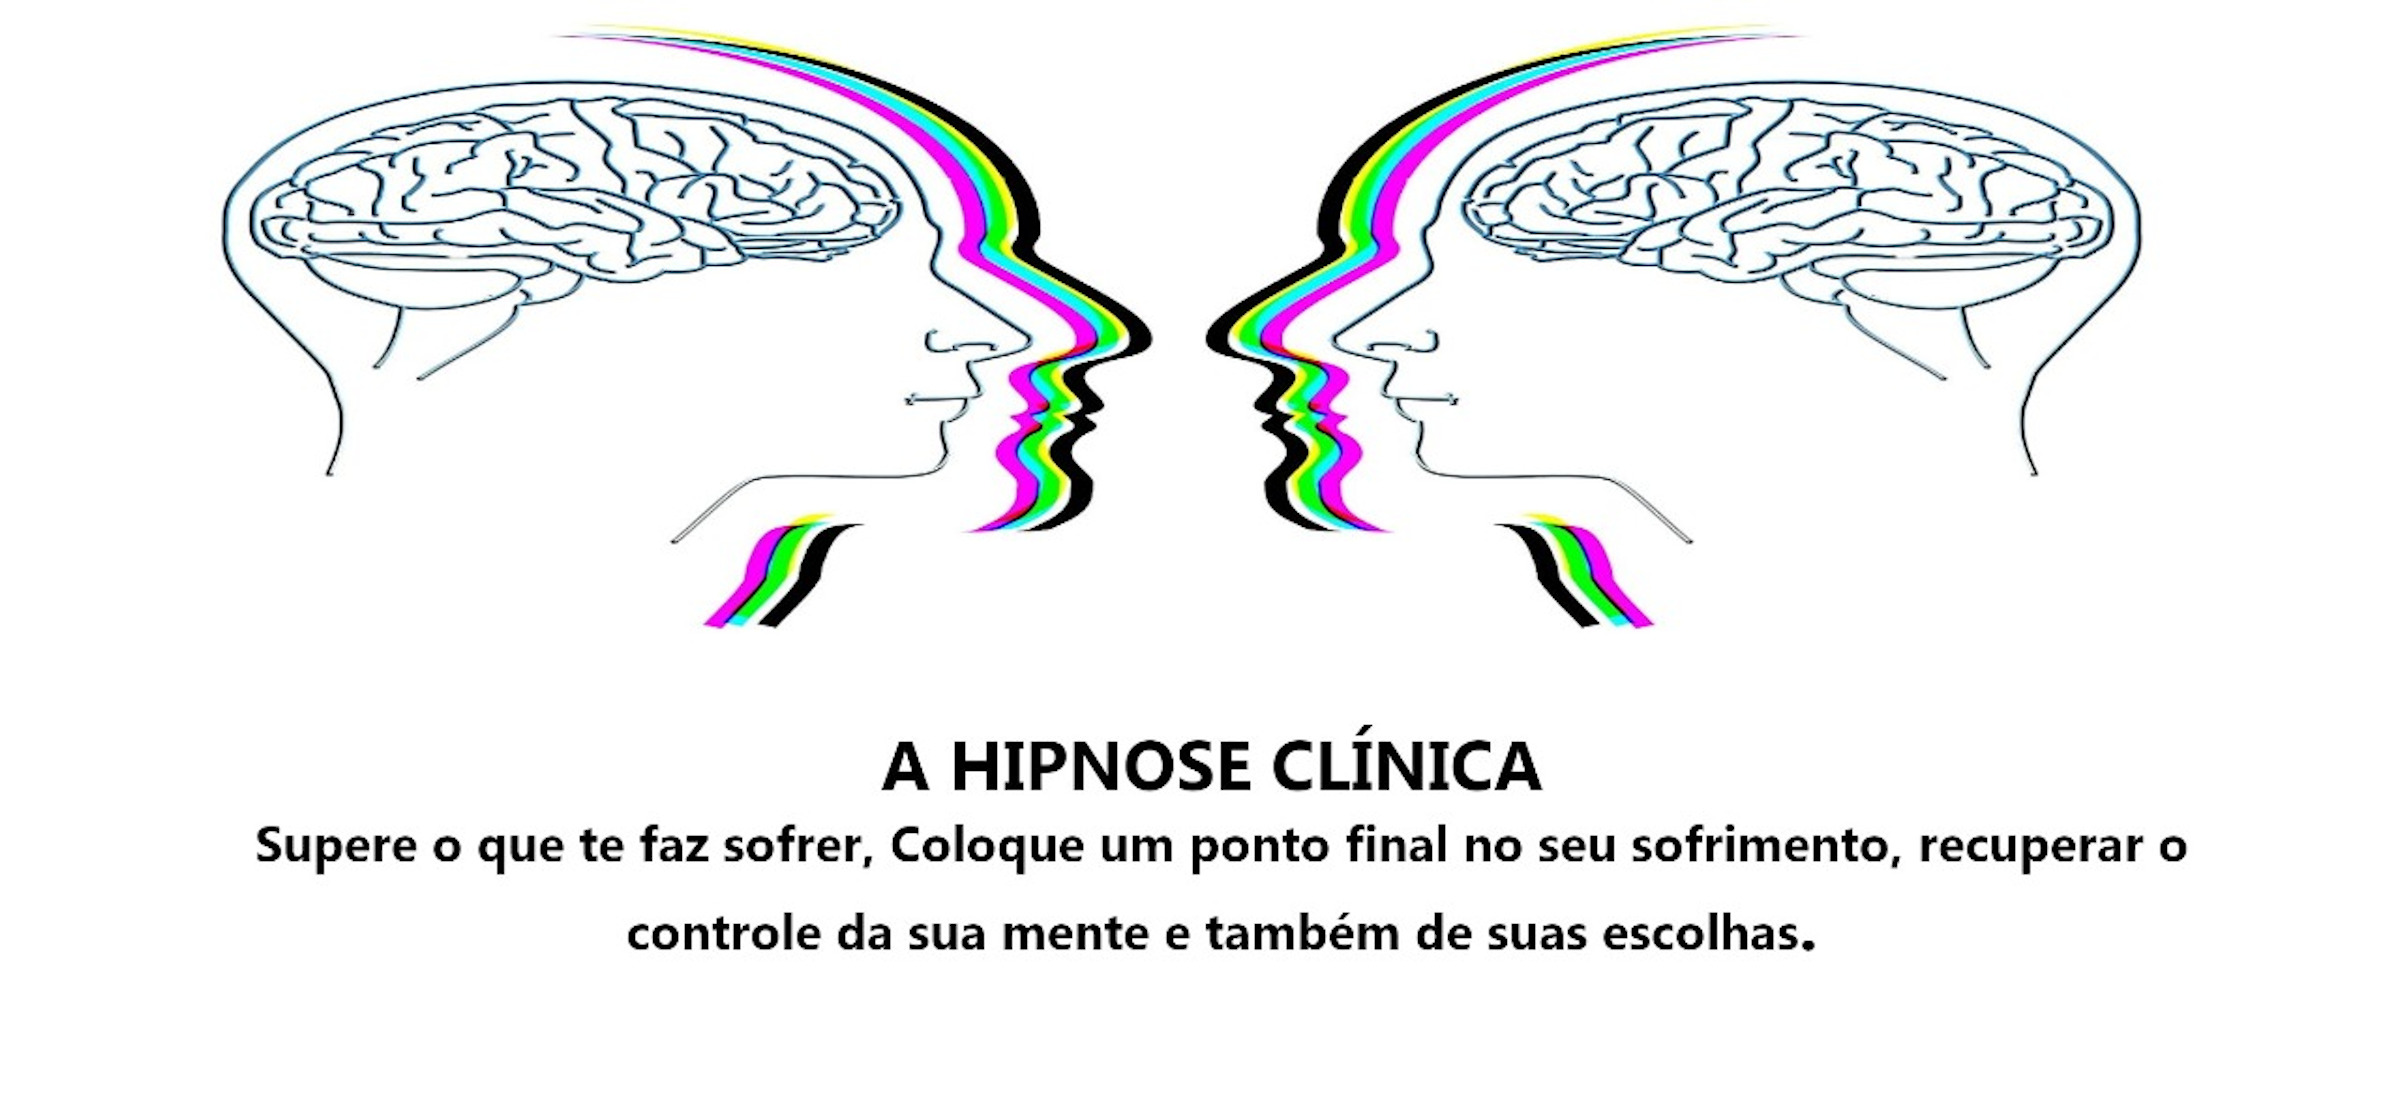 A HIPNOSE CLÍNICA
Supere o que te faz sofrer, Coloque um ponto final no seu sofrimento, recuperar o
controle da sua mente e também de suas escolhas.